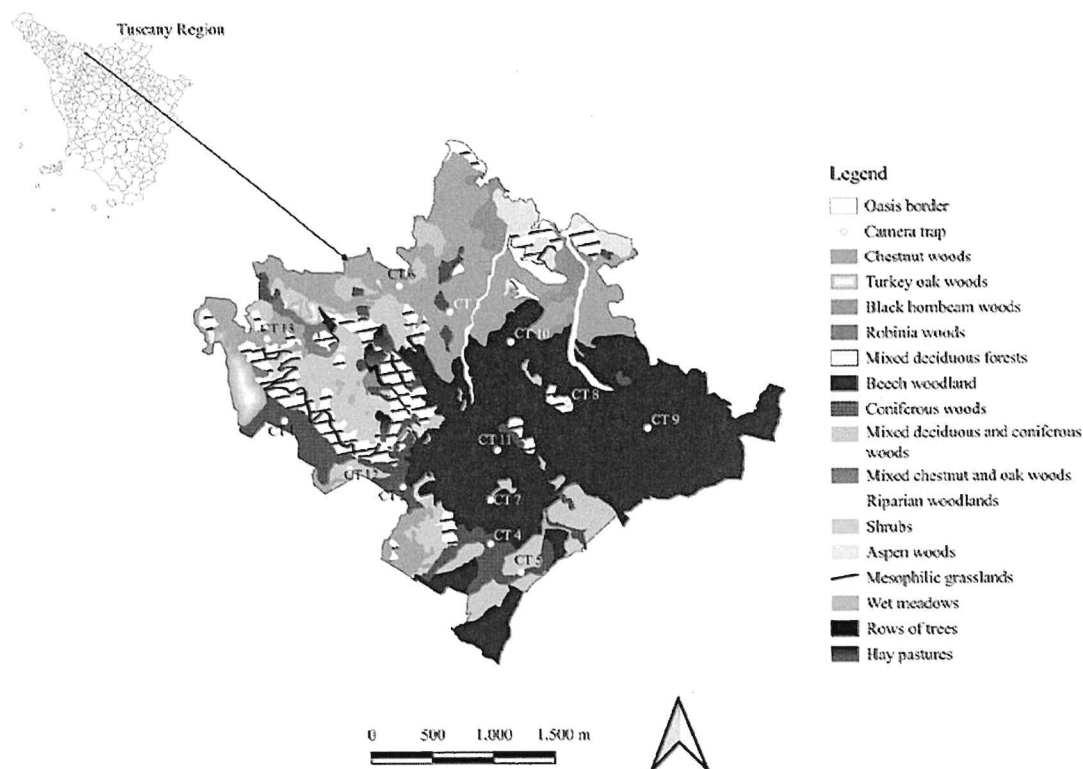 Tuscany Region
Legend
Oasis border
Camera trap
Chestnut woods
Turkey oak woods
Black hornbeam woods
Robinia woods
Mixed deciduous forests
Beech woodland
Coniferous woods
Mixed deciduous and coniferous
woods
Mixed chestnut and oak woods
Riparian woodlands
Shrubs
Aspen woods
Mesophilic grasslands
Wet meadows
Rows of trees
Hay pastures
CT 6
CT 10
CT 13
CT 8
CT 9
CT 11
CT 12
CT 7
CT 4
CT 5
0 500 1.000 1.500 m